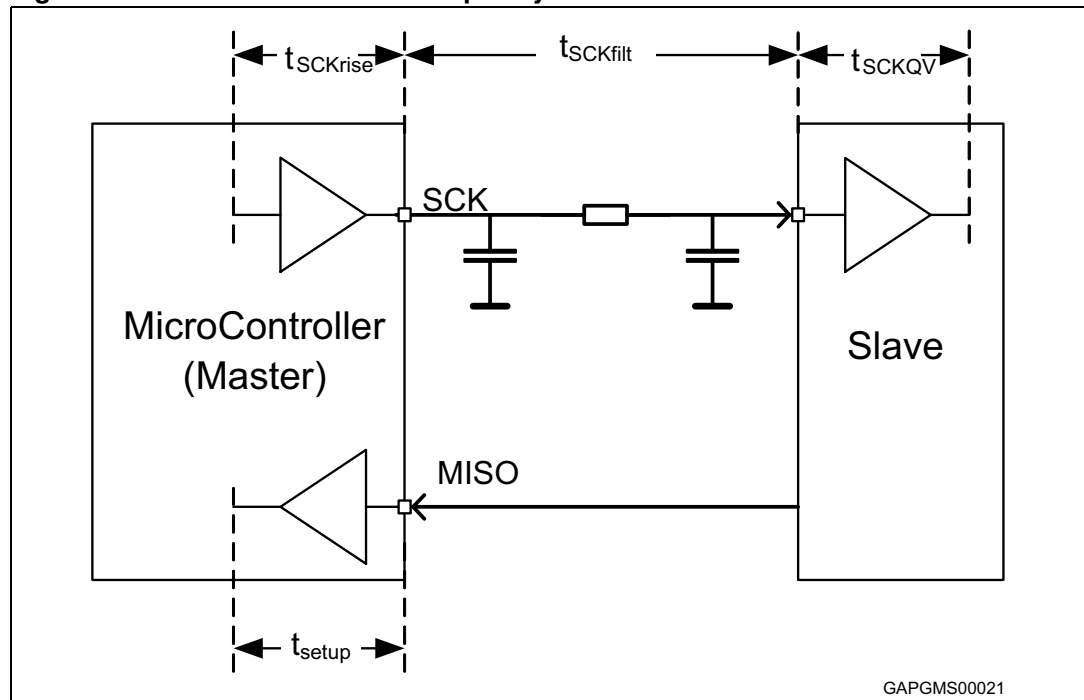 tSCKrise
tSCKfilt
tSCKQV
SCK
MicroController
(Master)
Slave
MISO
tsetup
GAPGMS00021